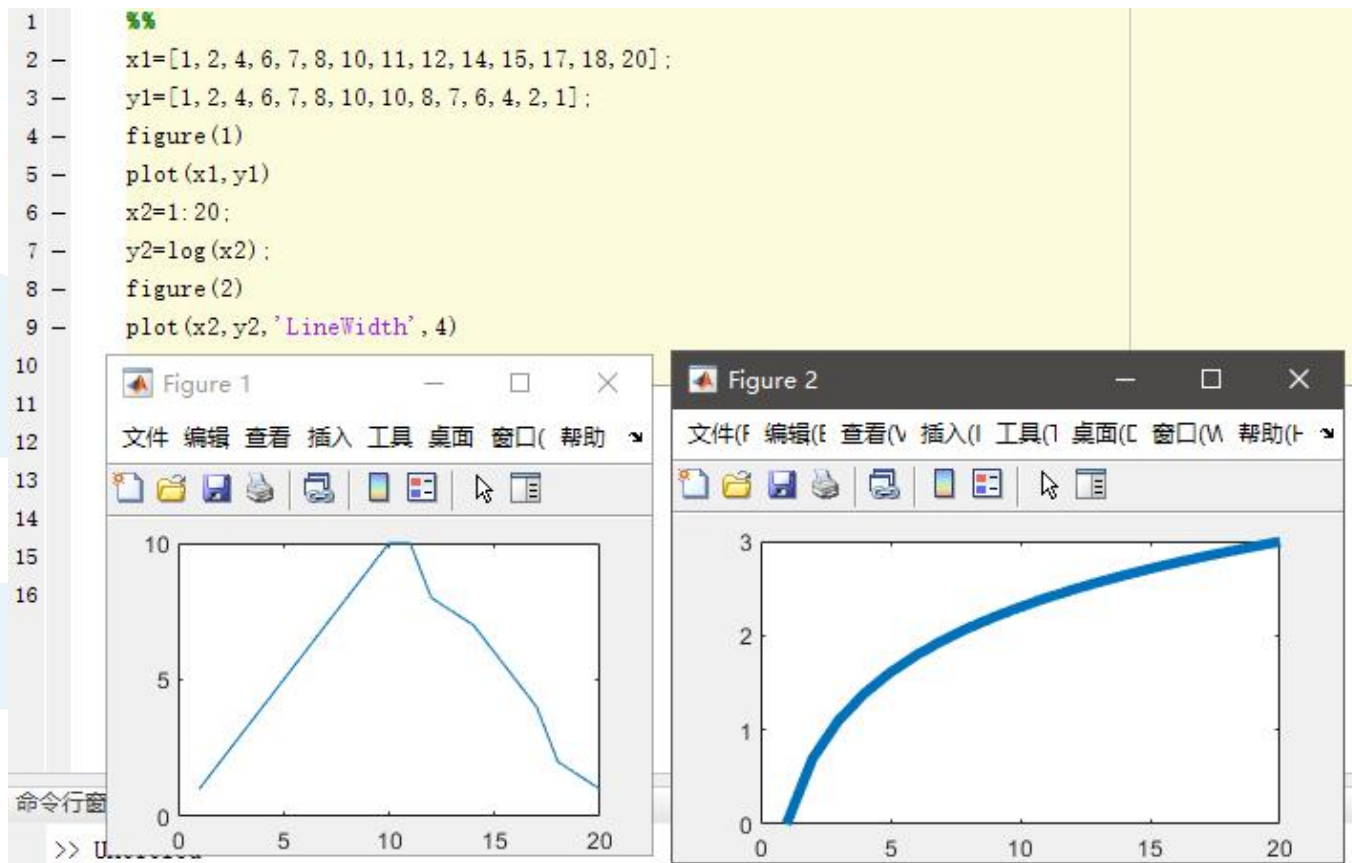 1 %%
2 – x1=[1,2,4,6,7,8,10,11,12,14,15,17,18,20];
3 – y1=[1,2,4,6,7,8,10,10,8,7,6,4,2,1];
4 – figure(1)
5 – plot(x1,y1)
6 – x2=1:20;
7 – y2=log(x2);
8 – figure(2)
9 – plot(x2,y2,'LineWidth',4)
10
11
12
13
14
15
16
Figure 1
文件 编辑 查看 插入 工具 桌面 窗口( 帮助
10
5
0
0 5 10 15 20
Figure 2
文件(F 编辑(E 查看(V 插入(I 工具(T 桌面(D 窗口(W 帮助(H
3
2
1
0
0 5 10 15 20
命令行窗
>>